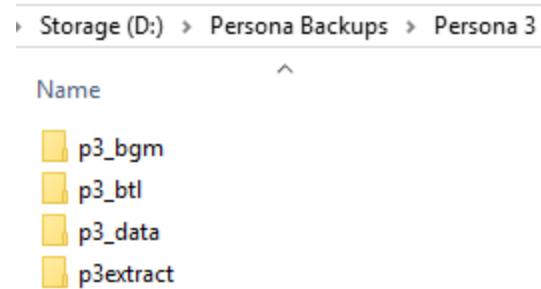 Storage (D:) > Persona Backups > Persona 3
Name
p3_bgm
p3_btl
p3_data
p3extract